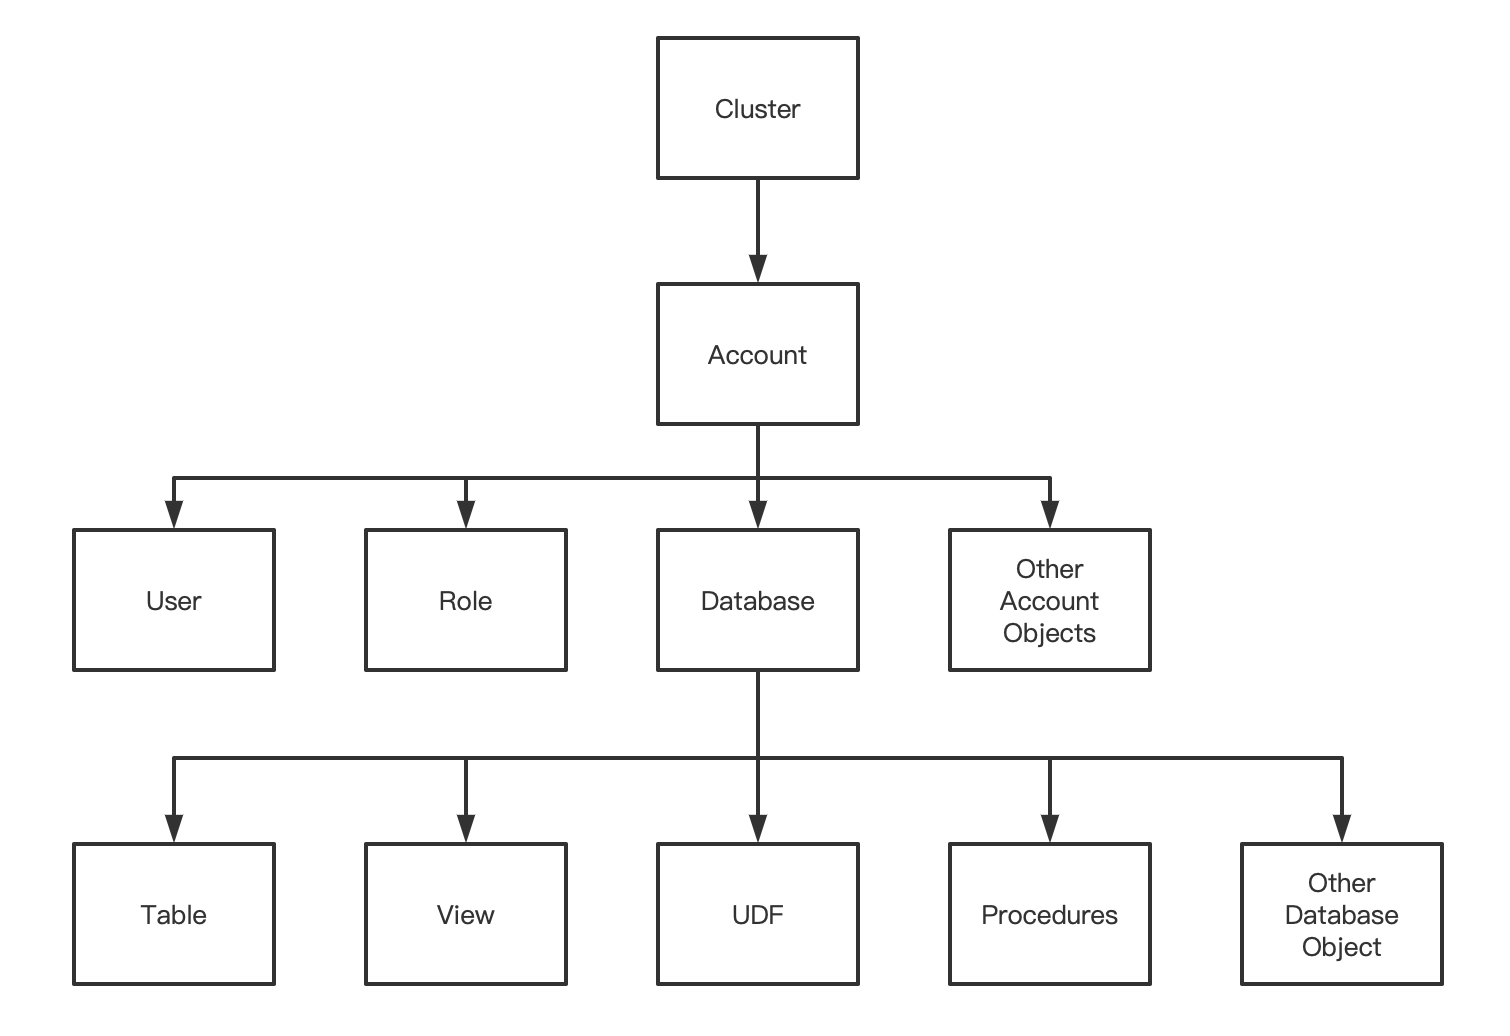 Cluster
Account
User
Role
Database
Other
Account
Objects
Table
View
UDF
Procedures
Other
Database
Object